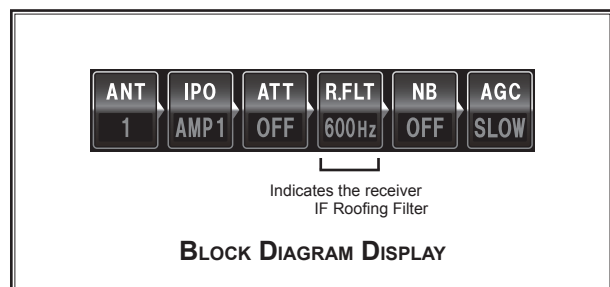 ANT IPO ATT R.FLT NB AGC
1 AMP1 OFF 600Hz OFF SLOW
Indicates the receiver
IF Roofing Filter
BLOCK DIAGRAM DISPLAY